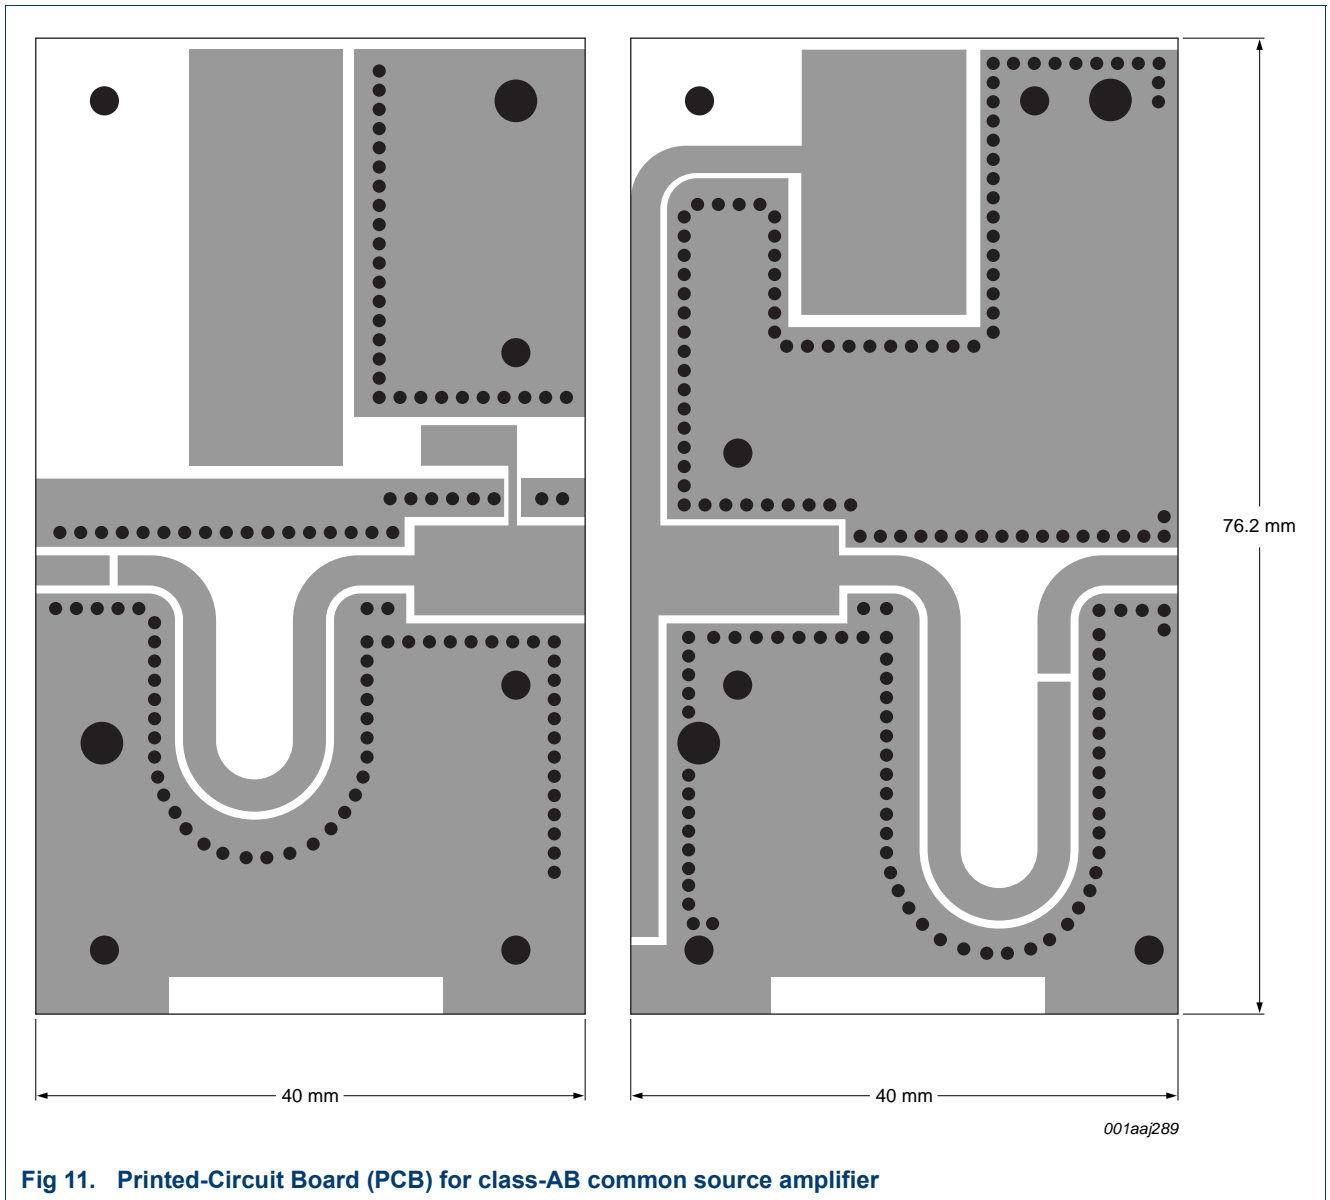 76.2 mm
40 mm
40 mm
001aaj289
Fig 11. Printed-Circuit Board (PCB) for class-AB common source amplifier